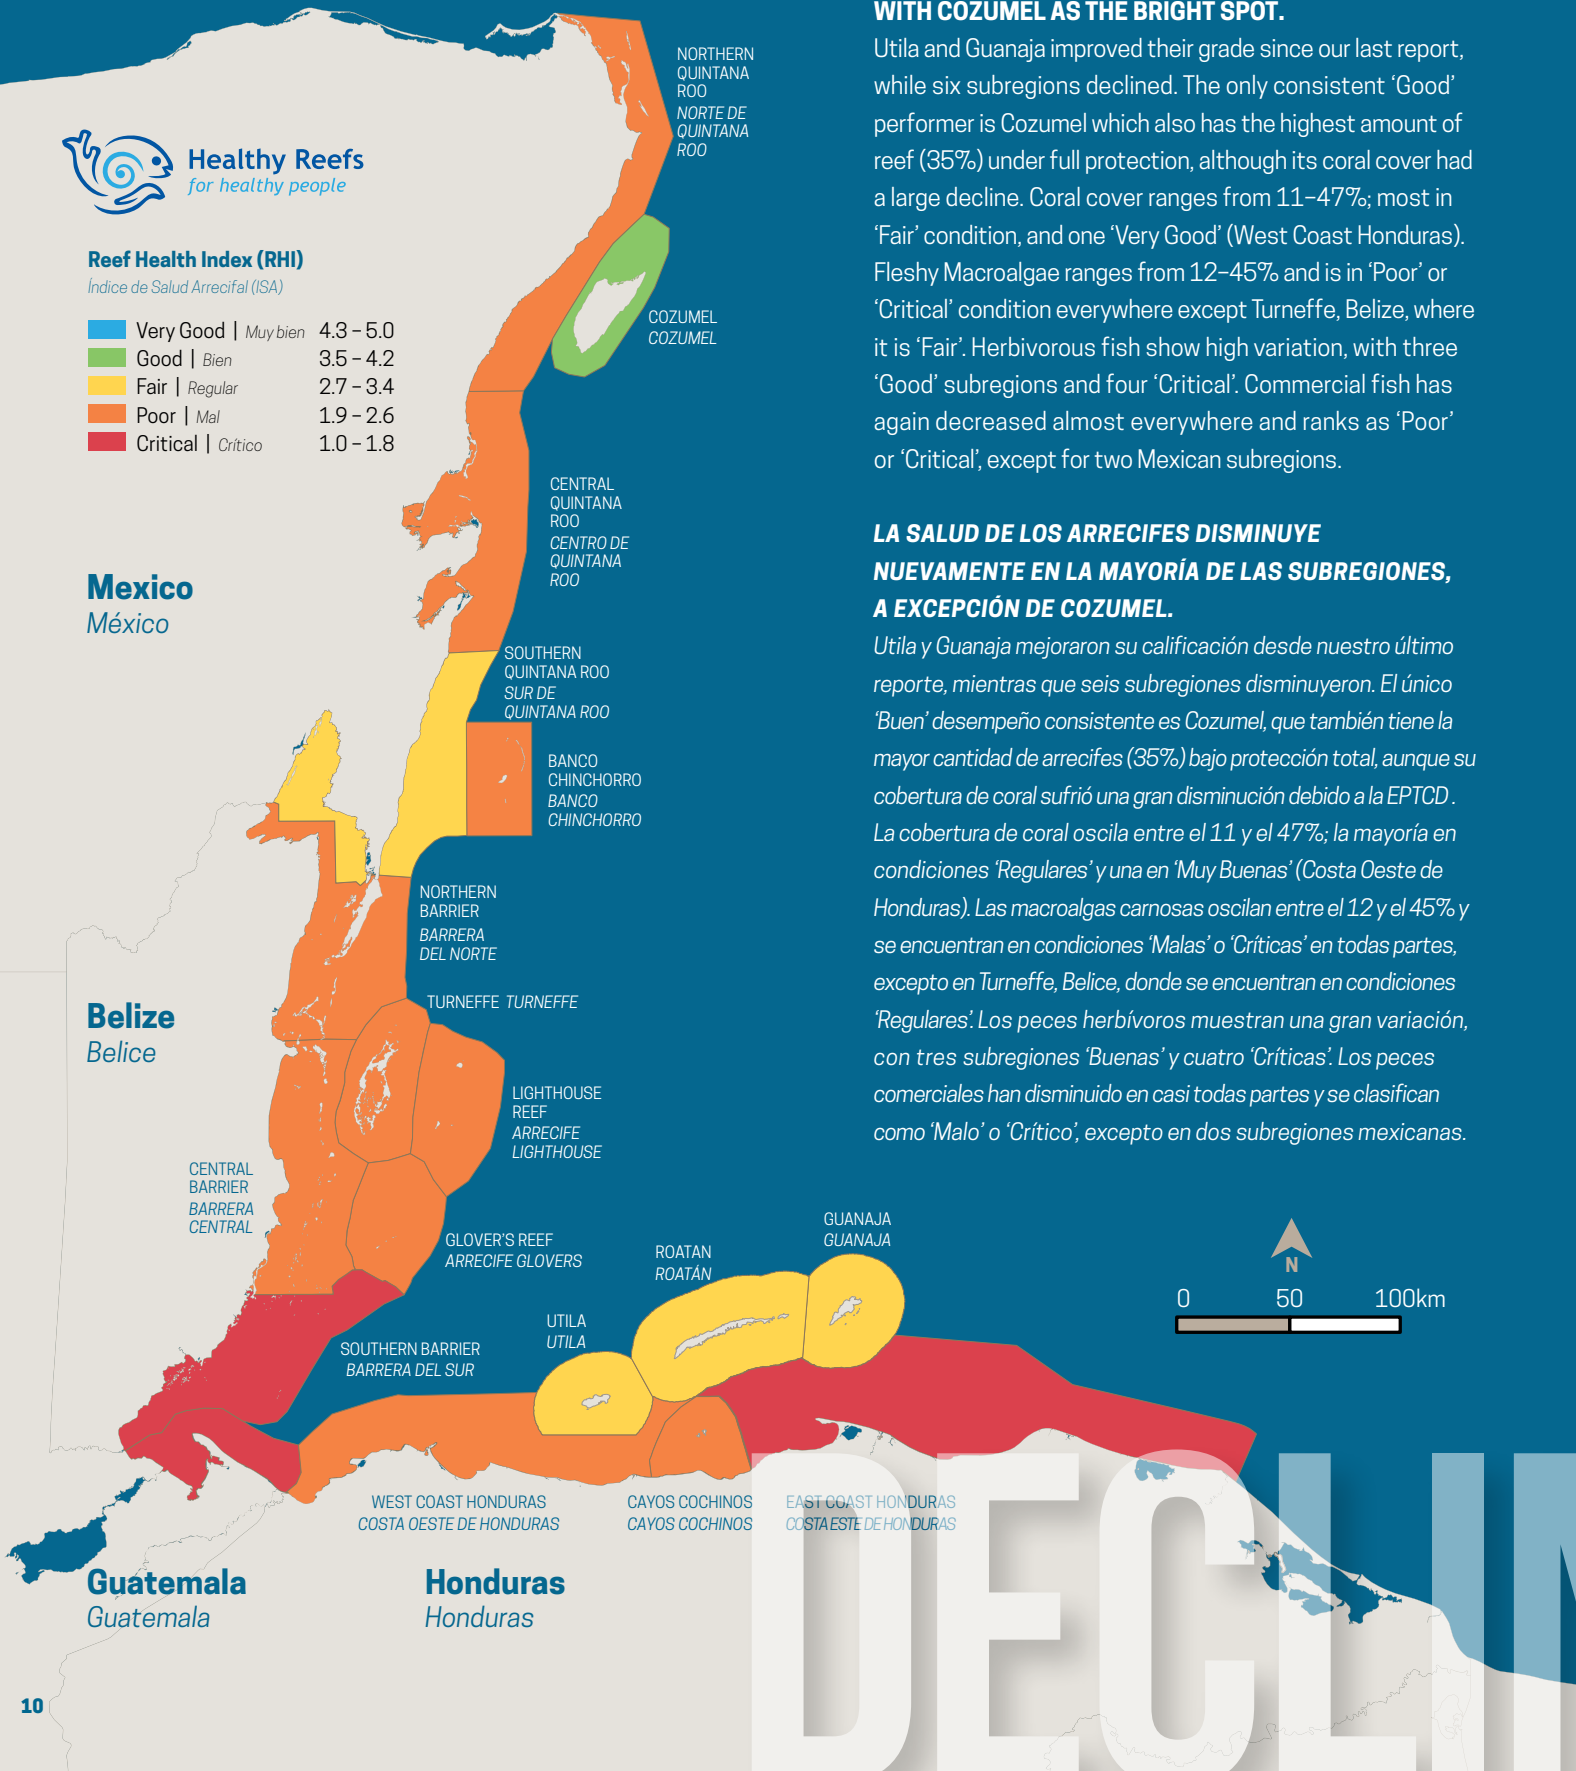 WITH COZUMEL AS THE BRIGHT SPOT.
Utila and Guanaja improved their grade since our last report,
while six subregions declined. The only consistent ‘Good’
performer is Cozumel which also has the highest amount of
reef (35%) under full protection, although its coral cover had
a large decline. Coral cover ranges from 11–47%; most in
‘Fair’ condition, and one ‘Very Good’ (West Coast Honduras).
Fleshy Macroalgae ranges from 12–45% and is in ‘Poor’ or
‘Critical’ condition everywhere except Turneffe, Belize, where
it is ‘Fair’. Herbivorous fish show high variation, with three
‘Good’ subregions and four ‘Critical’. Commercial fish has
again decreased almost everywhere and ranks as ‘Poor’
or ‘Critical’, except for two Mexican subregions.
LA SALUD DE LOS ARRECIFES DISMINUYE
NUEVAMENTE EN LA MAYORÍA DE LAS SUBREGIONES,
A EXCEPCIÓN DE COZUMEL.
Utila y Guanaja mejoraron su calificación desde nuestro último
reporte, mientras que seis subregiones disminuyeron. El único
‘Buen’ desempeño consistente es Cozumel, que también tiene la
mayor cantidad de arrecifes (35%) bajo protección total, aunque su
cobertura de coral sufrió una gran disminución debido a la EPTCD .
La cobertura de coral oscila entre el 11 y el 47%; la mayoría en
condiciones ‘Regulares’ y una en ‘Muy Buenas’ (Costa Oeste de
Honduras). Las macroalgas carnosas oscilan entre el 12 y el 45% y
se encuentran en condiciones ‘Malas’ o ‘Críticas’ en todas partes,
excepto en Turneffe, Belice, donde se encuentran en condiciones
‘Regulares’. Los peces herbívoros muestran una gran variación,
con tres subregiones ‘Buenas’ y cuatro ‘Críticas’. Los peces
comerciales han disminuido en casi todas partes y se clasifican
como ‘Malo’ o ‘Crítico’, excepto en dos subregiones mexicanas.
Healthy Reefs
for healthy people
Reef Health Index (RHI)
Índice de Salud Arrecifal (ISA)
Very Good | Muy bien 4.3 – 5.0
Good | Bien 3.5 – 4.2
Fair | Regular 2.7 – 3.4
Poor | Mal 1.9 – 2.6
Critical | Crítico 1.0 – 1.8
NORTHERN
QUINTANA
ROO
NORTE DE
QUINTANA
ROO
COZUMEL
COZUMEL
CENTRAL
QUINTANA
ROO
CENTRO DE
QUINTANA
ROO
Mexico
México
SOUTHERN
QUINTANA ROO
SUR DE
QUINTANA ROO
BANCO
CHINCHORRO
BANCO
CHINCHORRO
NORTHERN
BARRIER
BARRERA
DEL NORTE
TURNEFFE TURNEFFE
Belize
Belice
LIGHTHOUSE
REEF
ARRECIFE
LIGHTHOUSE
CENTRAL
BARRIER
BARRERA
CENTRAL
GLOVER’S REEF
ARRECIFE GLOVERS
GUANAJA
GUANAJA
ROATAN
ROATÁN
UTILA
UTILA
SOUTHERN BARRIER
BARRERA DEL SUR
N
0 50 100km
WEST COAST HONDURAS
COSTA OESTE DE HONDURAS
CAYOS COCHINOS
CAYOS COCHINOS
EAST COAST HONDURAS
COSTA ESTE DE HONDURAS
Guatemala
Guatemala
Honduras
Honduras
DECLIN
10